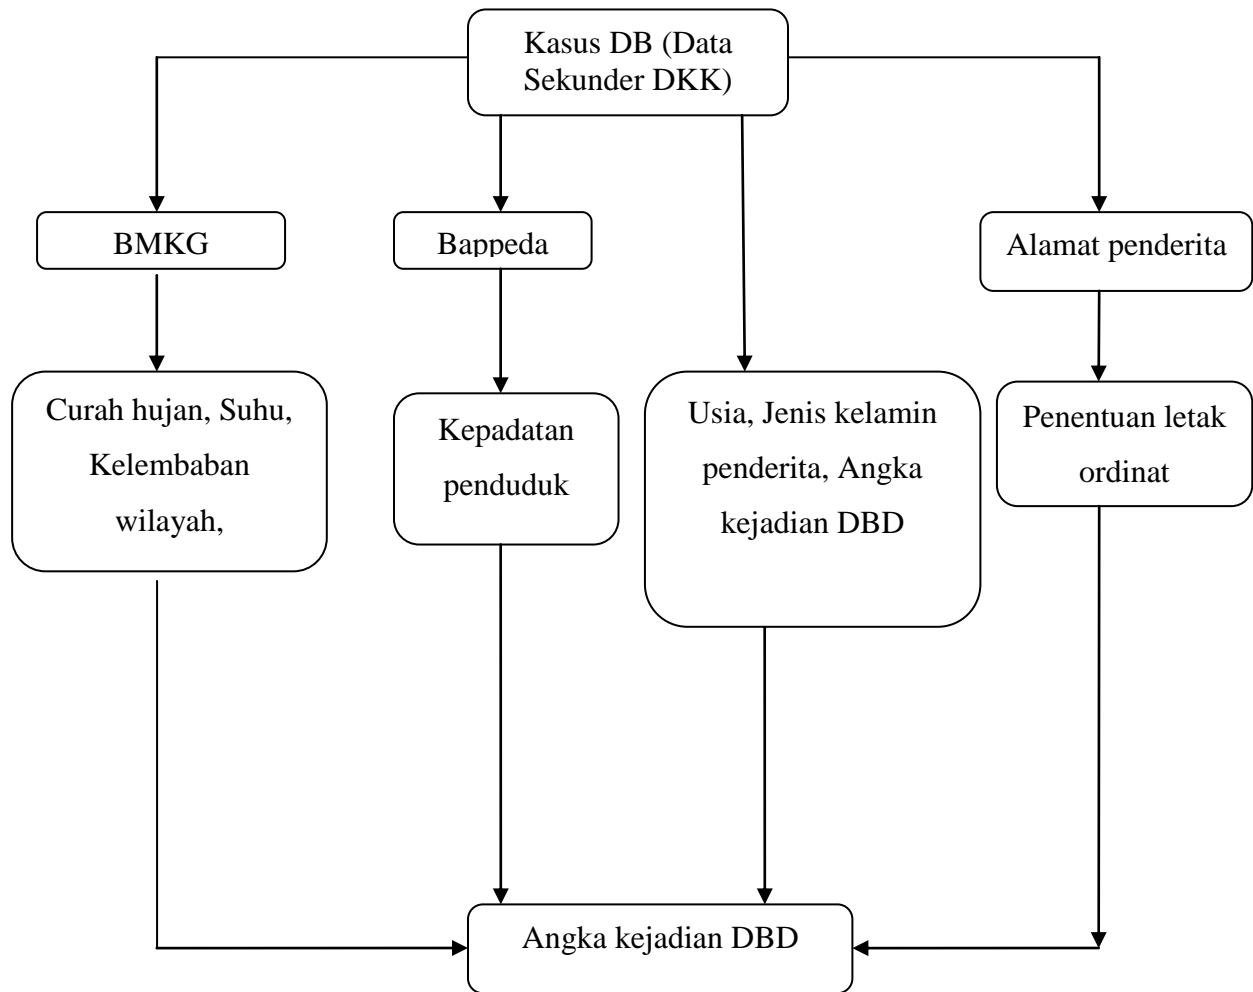 Kasus DB (Data
Sekunder DKK)
BMKG
Bappeda
Alamat penderita
Curah hujan, Suhu,
Kelembaban
wilayah,
Kepadatan
penduduk
Usia, Jenis kelamin
penderita, Angka
kejadian DBD
Penentuan letak
ordinat
Angka kejadian DBD